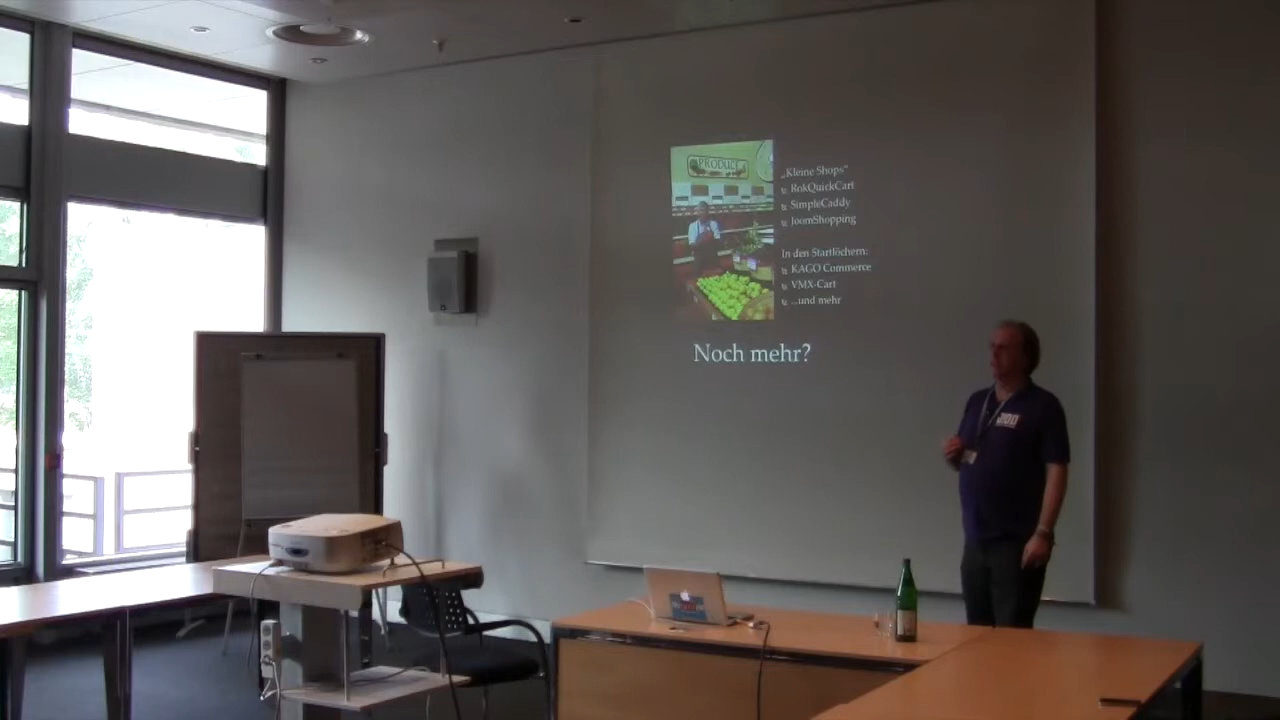 PRODUCE
„Kleine Shops“
RokQuickCart
SimpleCaddy
JoomShopping
In den Startlöchern:
KAGO Commerce
VMX-Cart
...und mehr
Noch mehr?